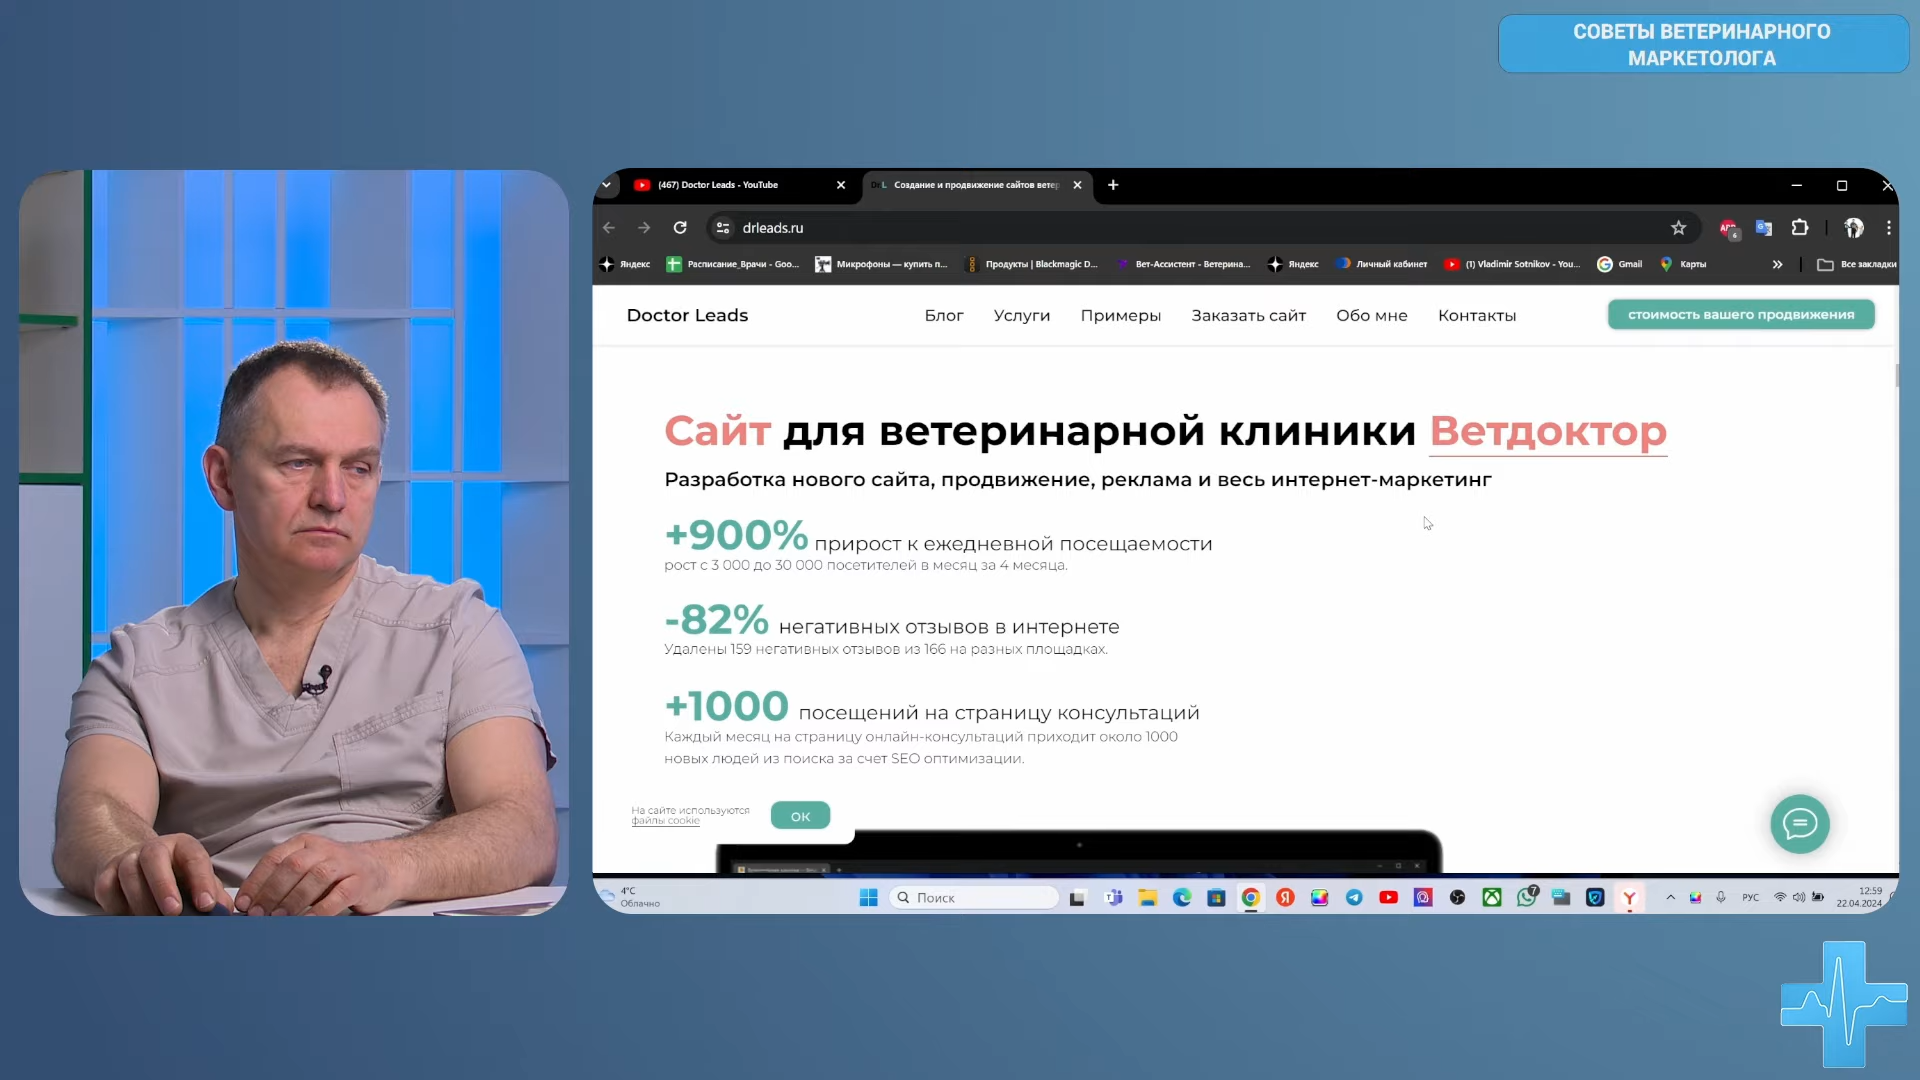 СОВЕТЫ ВЕТЕРИНАРНОГО
МАРКЕТОЛОГА
(467) Doctor Leads - YouTube
Создание и продвижение сайтов ветер
drleads.ru
Яндекс
Расписание_Врачи - Goo...
Микрофоны — купить п...
Продукты | Blackmagic D...
Вет-Ассистент - Ветерина...
Яндекс
Личный кабинет
(1) Vladimir Sotnikov - You...
Gmail
Карты
Все закладки
Doctor Leads
Блог
Услуги
Примеры
Заказать сайт
Обо мне
Контакты
стоимость вашего продвижения
Сайт для ветеринарной клиники Ветдоктор
Разработка нового сайта, продвижение, реклама и весь интернет-маркетинг
+900% прирост к ежедневной посещаемости
рост с 3 000 до 30 000 посетителей в месяц за 4 месяца.
-82% негативных отзывов в интернете
Удалены 159 негативных отзывов из 166 на разных площадках.
+1000 посещений на страницу консультаций
Каждый месяц на страницу онлайн-консультаций приходит около 1000
новых людей из поиска за счет SEO оптимизации.
На сайте используются
файлы cookie
ОК
4°C
Облачно
Поиск
7
РУС
12:59
22.04.2024